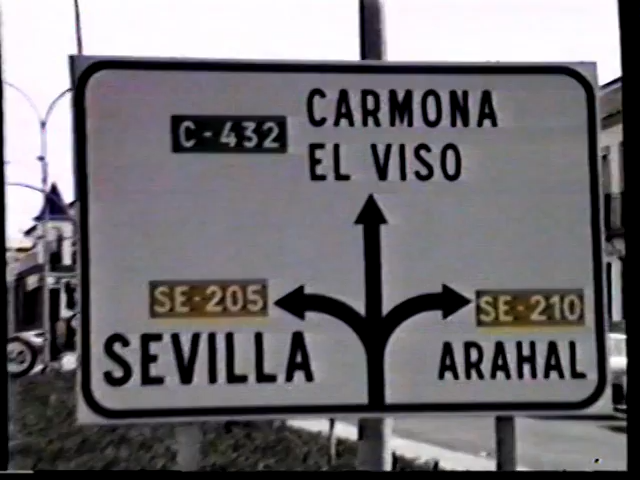 CARMONA
C-432
EL VISO
SE-205
SE-210
SEVILLA
ARAHAL